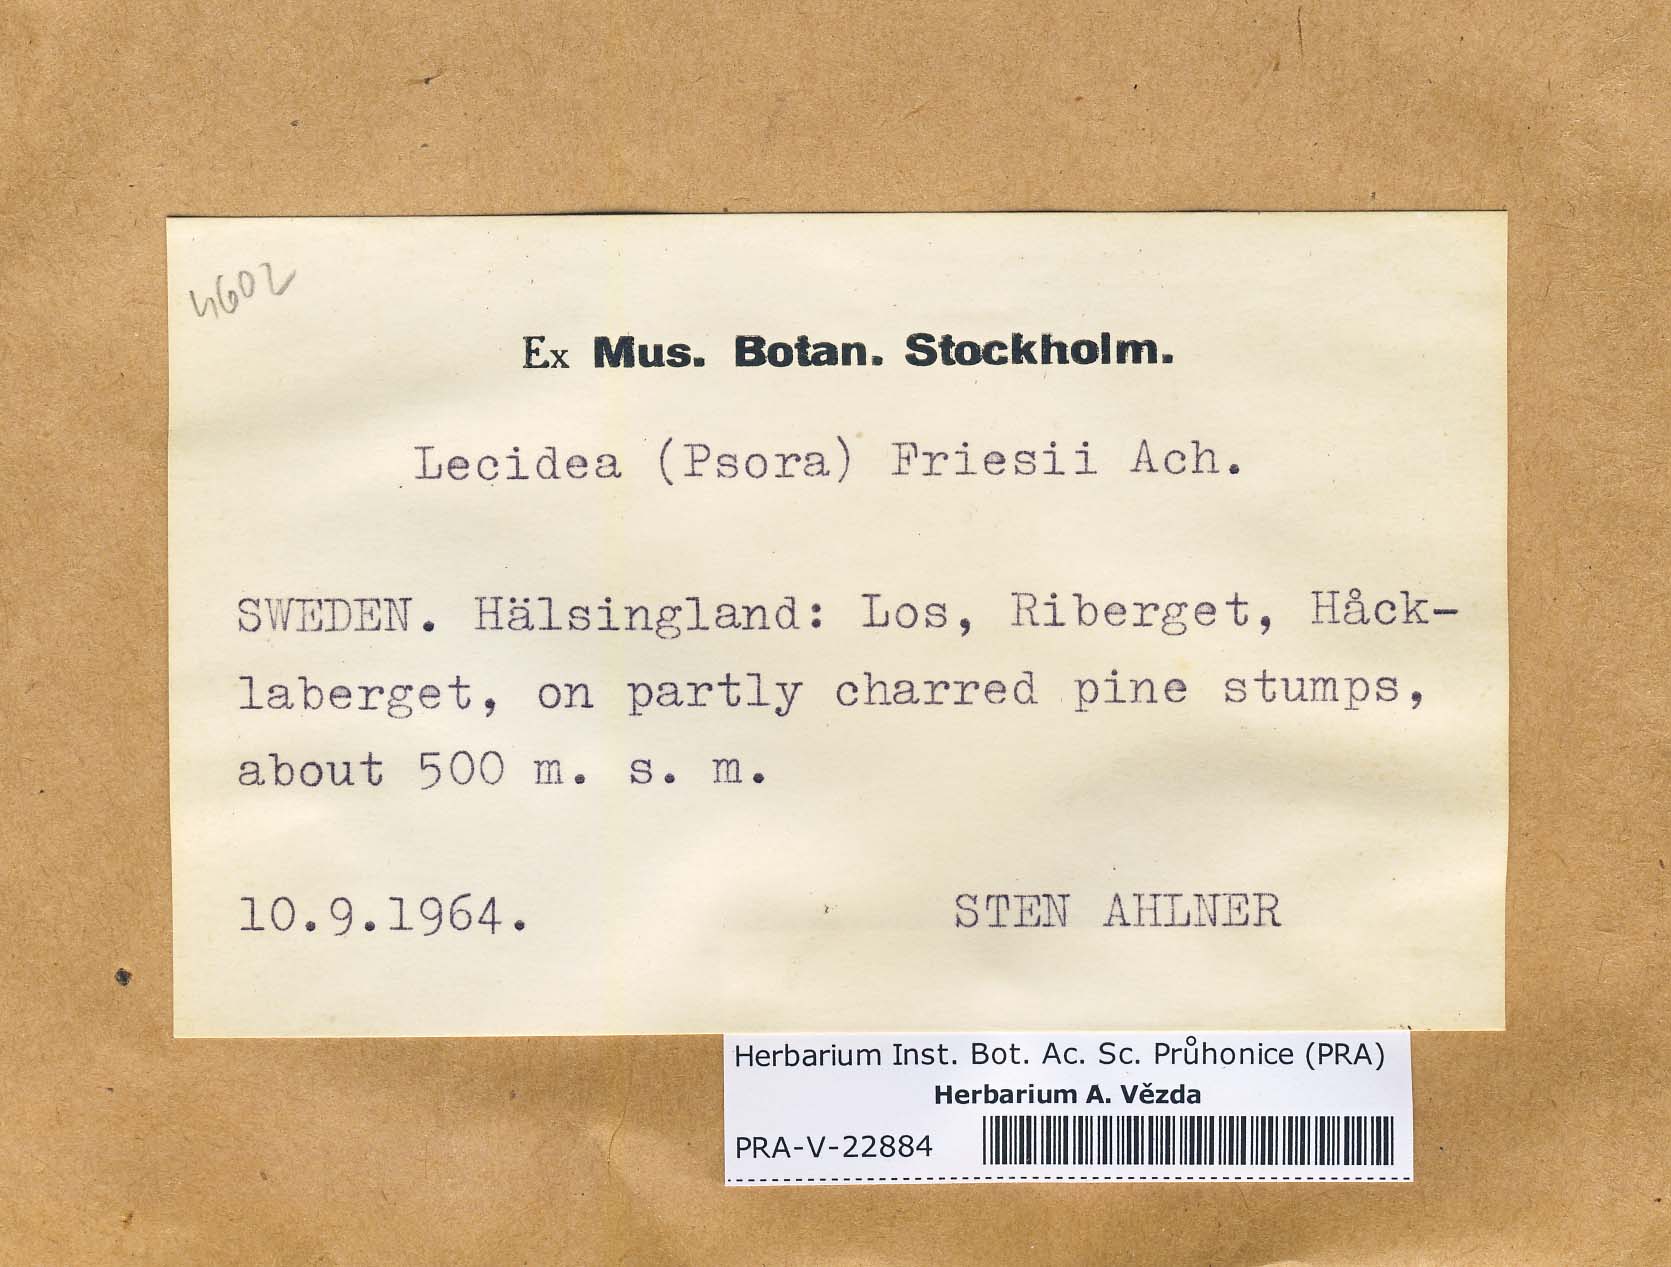 4602
Ex Mus. Botan. Stockholm.
Lecidea (Psora) Friesii Ach.
SWEDEN. Hälsingland: Los, Riberget, Håck-
laberget, on partly charred pine stumps,
about 500 m. s. m.
10.9.1964. STEN AHLNER
Herbarium Inst. Bot. Ac. Sc. Průhonice (PRA)
Herbarium A. Vězda
PRA-V-22884